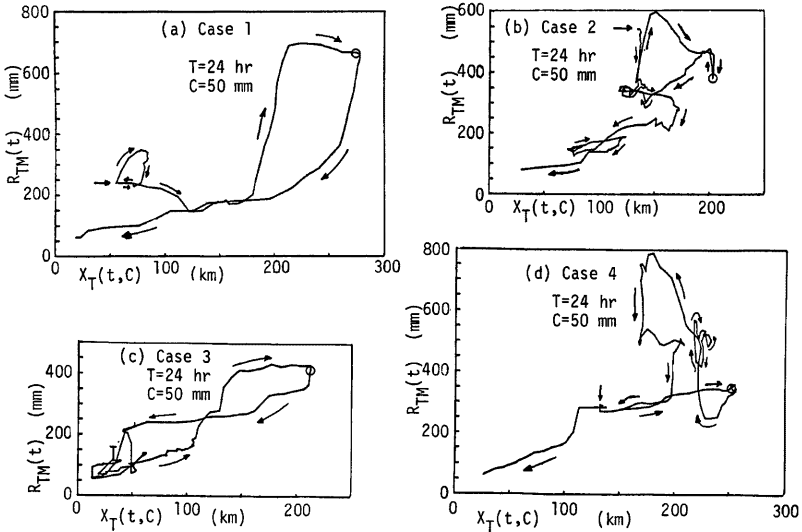 (a) Case 1
T=24 hr
C=50 mm
R_TM(t) (mm)
800
600
400
200
0
0
100
200
300
X_T(t,C) (km)
(b) Case 2
T=24 hr
C=50 mm
R_TM(t) (mm)
600
400
200
0
0
100
200
X_T(t,C) (km)
(c) Case 3
T=24 hr
C=50 mm
R_TM(t) (mm)
400
200
0
0
100
200
X_T(t,C) (km)
(d) Case 4
T=24 hr
C=50 mm
R_TM(t) (mm)
800
600
400
200
0
0
100
200
300
X_T(t,C) (km)